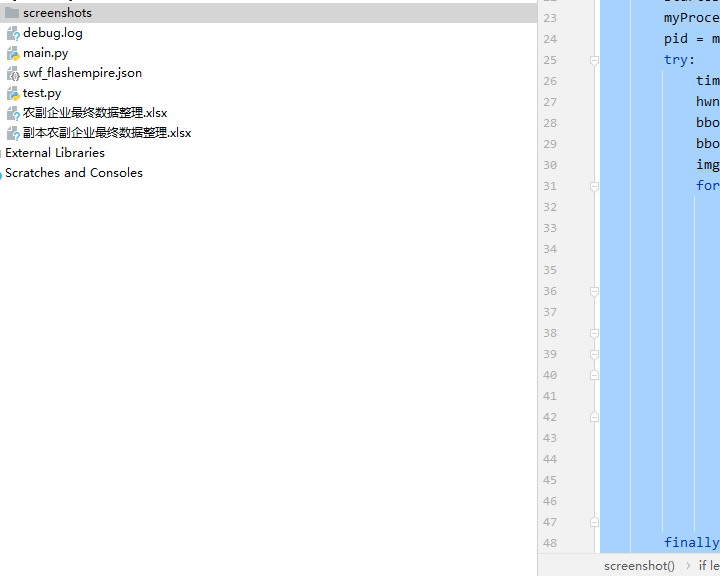 screenshots
debug.log
main.py
swf_flashempire.json
test.py
农副企业最终数据整理.xlsx
副本农副企业最终数据整理.xlsx
External Libraries
Scratches and Consoles
23 myProce
24 pid = m
25 try:
26 tim
27 hwn
28 bbo
29 bbo
30 img
31 for
32
33
34
35
36
37
38
39
40
41
42
43
44
45
46
47
48 finally
screenshot() › if le